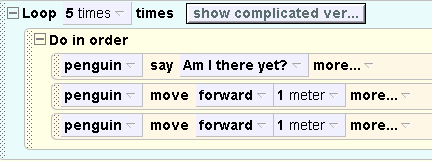 Loop 5 times times show complicated ver...
Do in order
penguin say Am I there yet? more...
penguin move forward 1 meter more...
penguin move forward 1 meter more...